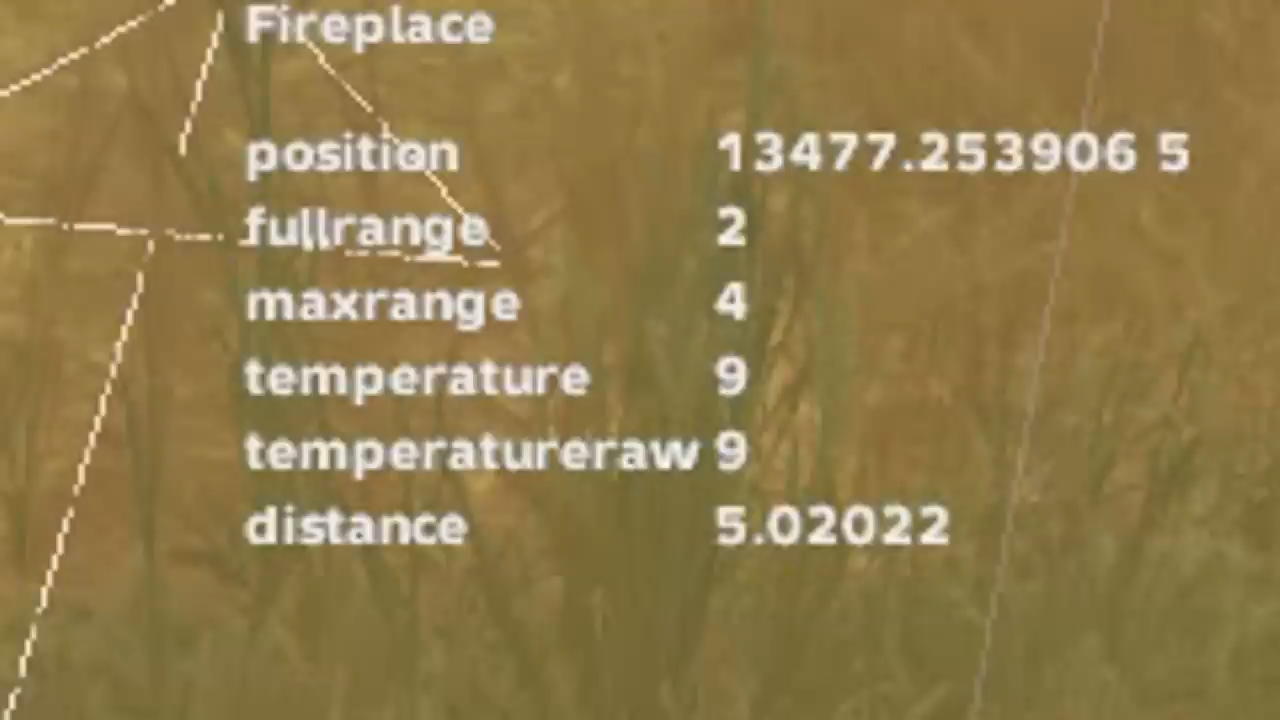 Fireplace
position 13477.253906 5
fullrange 2
maxrange 4
temperature 9
temperatureraw 9
distance 5.02022